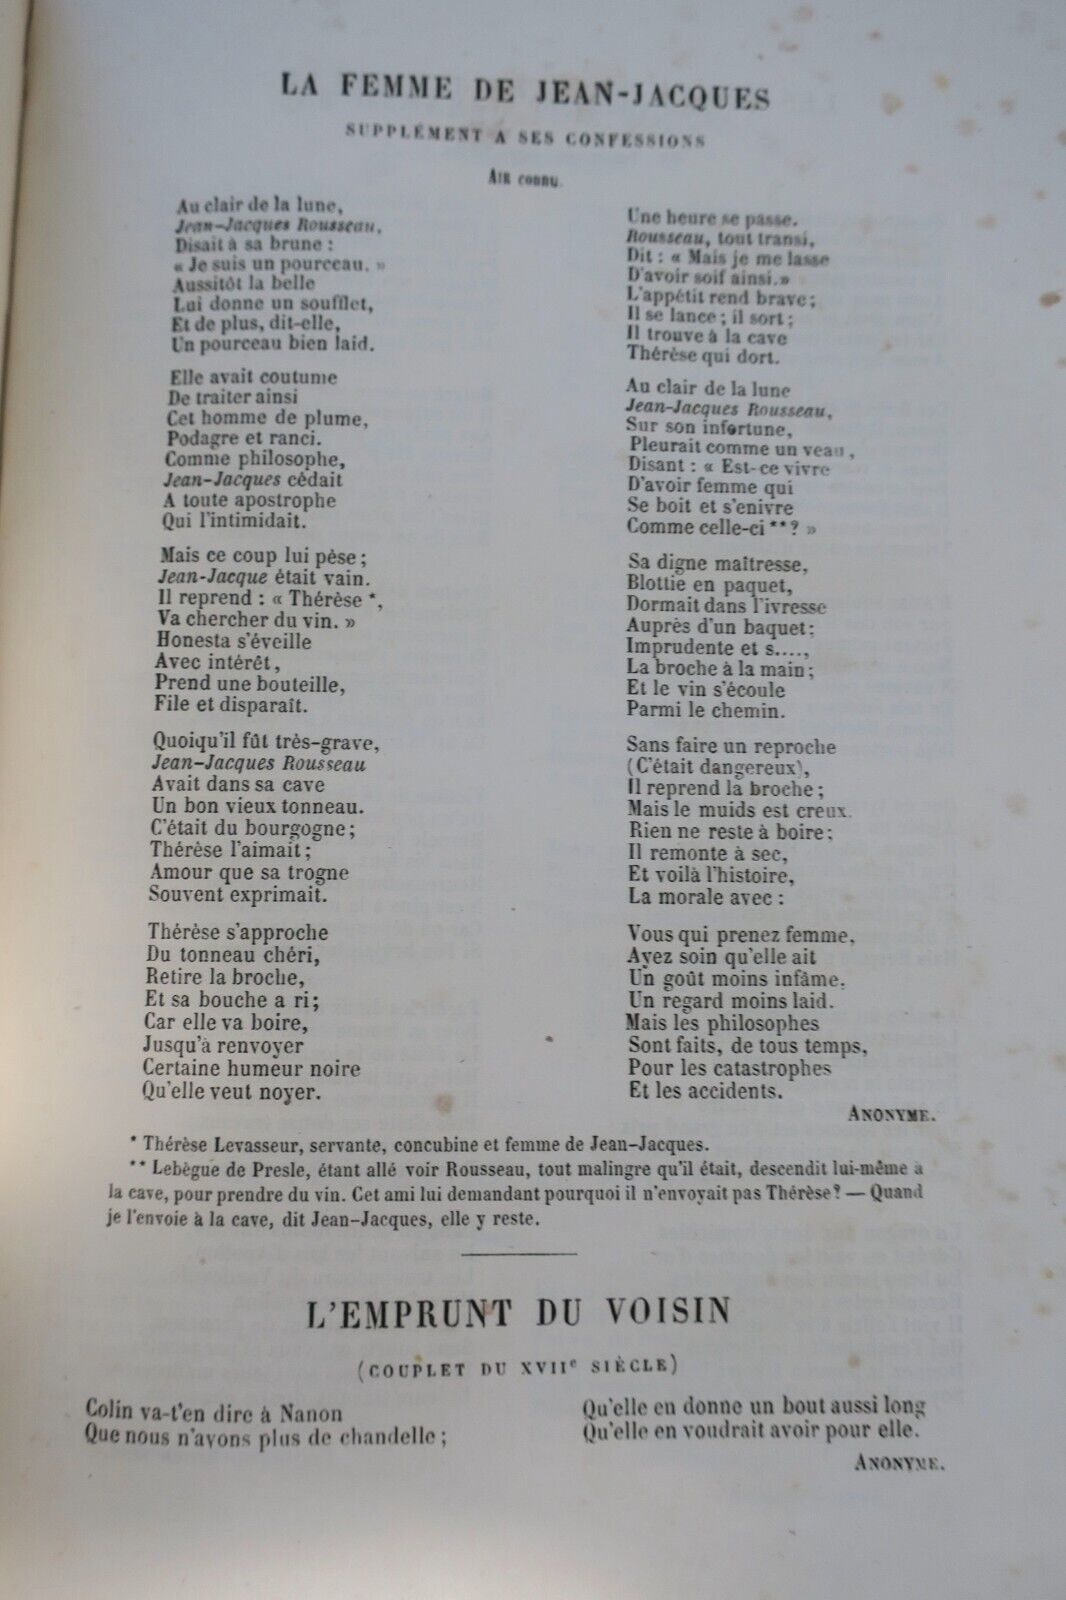 LA FEMME DE JEAN-JACQUES
SUPPLÉMENT A SES CONFESSIONS
AIR connu.
Au clair de la lune,
Jean-Jacques Rousseau,
Disait à sa brune :
« Je suis un pourceau. »
Aussitôt la belle
Lui donne un soufflet,
Et de plus, dit-elle,
Un pourceau bien laid.
Elle avait coutume
De traiter ainsi
Cet homme de plume,
Podagre et ranci.
Comme philosophe,
Jean-Jacques cédait
A toute apostrophe
Qui l'intimidait.
Mais ce coup lui pèse ;
Jean-Jacque était vain.
Il reprend : « Thérèse *,
Va chercher du vin. »
Honesta s'éveille
Avec intérêt,
Prend une bouteille,
File et disparaît.
Quoiqu'il fût très-grave,
Jean-Jacques Rousseau
Avait dans sa cave
Un bon vieux tonneau.
C'était du bourgogne ;
Thérèse l'aimait ;
Amour que sa trogne
Souvent exprimait.
Thérèse s'approche
Du tonneau chéri,
Retire la broche,
Et sa bouche a ri ;
Car elle va boire,
Jusqu'à renvoyer
Certaine humeur noire
Qu'elle veut noyer.
Une heure se passe.
Rousseau, tout transi,
Dit : « Mais je me lasse
D'avoir soif ainsi. »
L'appétit rend brave ;
Il se lance ; il sort ;
Il trouve à la cave
Thérèse qui dort.
Au clair de la lune
Jean-Jacques Rousseau,
Sur son infortune,
Pleurait comme un veau,
Disant : « Est-ce vivre
D'avoir femme qui
Se boit et s'enivre
Comme celle-ci ** ? »
Sa digne maîtresse,
Blottie en paquet,
Dormait dans l'ivresse
Auprès d'un baquet ;
Imprudente et s....,
La broche à la main ;
Et le vin s'écoule
Parmi le chemin.
Sans faire un reproche
(C'était dangereux),
Il reprend la broche ;
Mais le muids est creux.
Rien ne reste à boire ;
Il remonte à sec,
Et voilà l'histoire,
La morale avec :
Vous qui prenez femme,
Ayez soin qu'elle ait
Un goût moins infâme,
Un regard moins laid.
Mais les philosophes
Sont faits, de tous temps,
Pour les catastrophes
Et les accidents.
ANONYME.
* Thérèse Levasseur, servante, concubine et femme de Jean-Jacques.
** Lebègue de Presle, étant allé voir Rousseau, tout malingre qu'il était, descendit lui-même à
la cave, pour prendre du vin. Cet ami lui demandant pourquoi il n'envoyait pas Thérèse ? — Quand
je l'envoie à la cave, dit Jean-Jacques, elle y reste.
L'EMPRUNT DU VOISIN
(COUPLET DU XVIIe SIÈCLE)
Colin va-t'en dire à Nanon
Que nous n'avons plus de chandelle ;
Qu'elle en donne un bout aussi long
Qu'elle en voudrait avoir pour elle.
ANONYME.